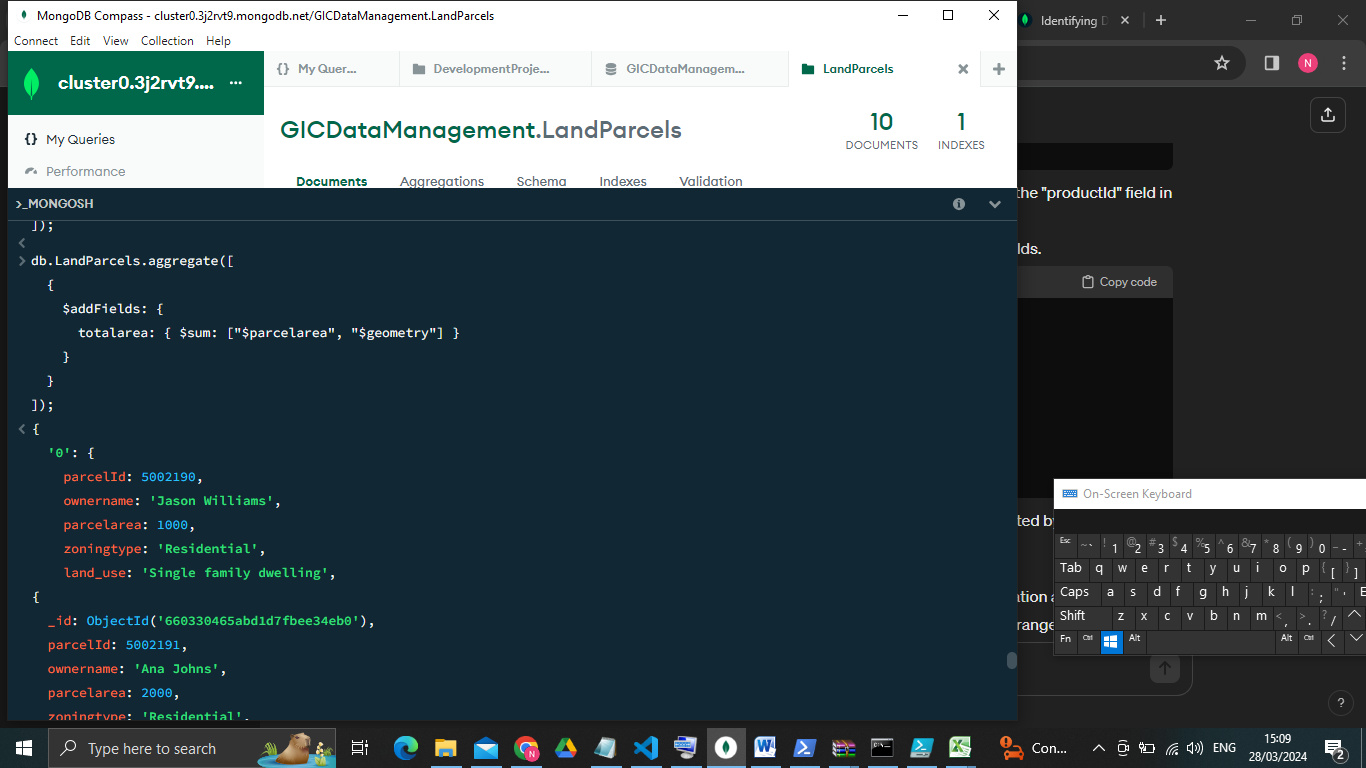 MongoDB Compass - cluster0.3j2rvt9.mongodb.net/GICDataManagement.LandParcels
Connect Edit View Collection Help
cluster0.3j2rvt9.... ...
{} My Queries
Performance
{} My Quer...
DevelopmentProje...
GICDataManagem...
LandParcels
GICDataManagement.LandParcels
10
DOCUMENTS
1
INDEXES
Documents Aggregations Schema Indexes Validation
>_MONGOSH
]);
> db.LandParcels.aggregate([
{
$addFields: {
totalarea: { $sum: ["$parcelarea", "$geometry"] }
}
}
]);
< {
'0': {
parcelId: 5002190,
ownername: 'Jason Williams',
parcelarea: 1000,
zoningtype: 'Residential',
land_use: 'Single family dwelling',
{
_id: ObjectId('660330465abd1d7fbee34eb0'),
parcelId: 5002191,
ownername: 'Ana Johns',
parcelarea: 2000,
zoningtype: 'Residential',
Identifying D
N
the "productId" field in
lds.
Copy code
ted by
ation a
range
?
On-Screen Keyboard
Esc ~ ` ! 1 @ 2 # 3 $ 4 % 5 ^ 6 & 7 * 8 ( 9 ) 0 _ - +
Tab q w e r t y u i o p { [ } ]
Caps a s d f g h j k l : ; " ' E
Shift z x c v b n m < , > . ? /
Fn Ctrl Alt Alt Ctrl
Type here to search
Con...
ENG
15:09
28/03/2024
2